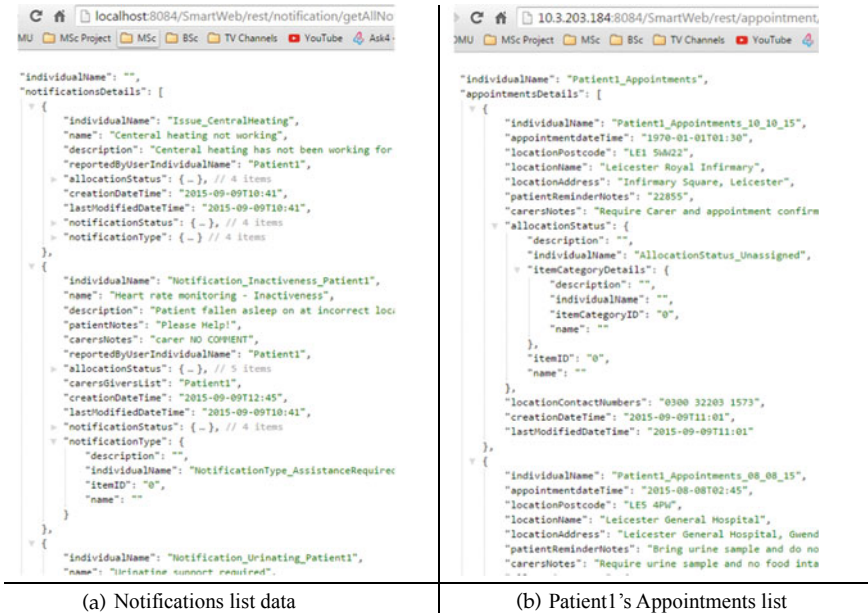 localhost:8084/SmartWeb/rest/notification/getAllNo
MU MSc Project MSc BSc TV Channels YouTube Ask4
"individualName": "",
"notificationsDetails": [
{
"individualName": "Issue_CentralHeating",
"name": "Centeral heating not working",
"description": "Centeral heating has not been working for
"reportedByUserIndividualName": "Patient1",
"allocationStatus": { … }, // 4 items
"creationDateTime": "2015-09-09T10:41",
"lastModifiedDateTime": "2015-09-09T10:41",
"notificationStatus": { … }, // 4 items
"notificationType": { … } // 4 items
},
{
"individualName": "Notification_Inactiveness_Patient1",
"name": "Heart rate monitoring - Inactiveness",
"description": "Patient fallen asleep on at incorrect loca
"patientNotes": "Please Help!",
"carersNotes": "carer NO COMMENT",
"reportedByUserIndividualName": "Patient1",
"allocationStatus": { … }, // 5 items
"carersGiversList": "Patient1",
"creationDateTime": "2015-09-09T12:45",
"lastModifiedDateTime": "2015-09-09T10:41",
"notificationStatus": { … }, // 4 items
"notificationType": {
"description": "",
"individualName": "NotificationType_AssistanceRequired
"itemID": "0",
"name": ""
}
},
{
"individualName": "Notification_Urinating_Patient1",
"name": "Urinating support required",
(a) Notifications list data
10.3.203.184:8084/SmartWeb/rest/appointment/
DMU MSc Project MSc BSc TV Channels YouTube
"individualName": "Patient1_Appointments",
"appointmentsDetails": [
{
"individualName": "Patient1_Appointments_10_10_15",
"appointmentdateTime": "1970-01-01T01:30",
"locationPostcode": "LE1 5WW22",
"locationName": "Leicester Royal Infirmary",
"locationAddress": "Infirmary Square, Leicester",
"patientReminderNotes": "22855",
"carersNotes": "Require Carer and appointment confirm
"allocationStatus": {
"description": "",
"individualName": "AllocationStatus_Unassigned",
"itemCategoryDetails": {
"description": "",
"individualName": "",
"itemCategoryID": "0",
"name": ""
},
"itemID": "0",
"name": ""
},
"locationContactNumbers": "0300 32203 1573",
"creationDateTime": "2015-09-09T11:01",
"lastModifiedDateTime": "2015-09-09T11:01"
},
{
"individualName": "Patient1_Appointments_08_08_15",
"appointmentdateTime": "2015-08-08T02:45",
"locationPostcode": "LE5 4PW",
"locationName": "Leicester General Hospital",
"locationAddress": "Leicester General Hospital, Gwend
"patientReminderNotes": "Bring urine sample and do no
"carersNotes": "Require urine sample and no food inta
(b) Patient1's Appointments list